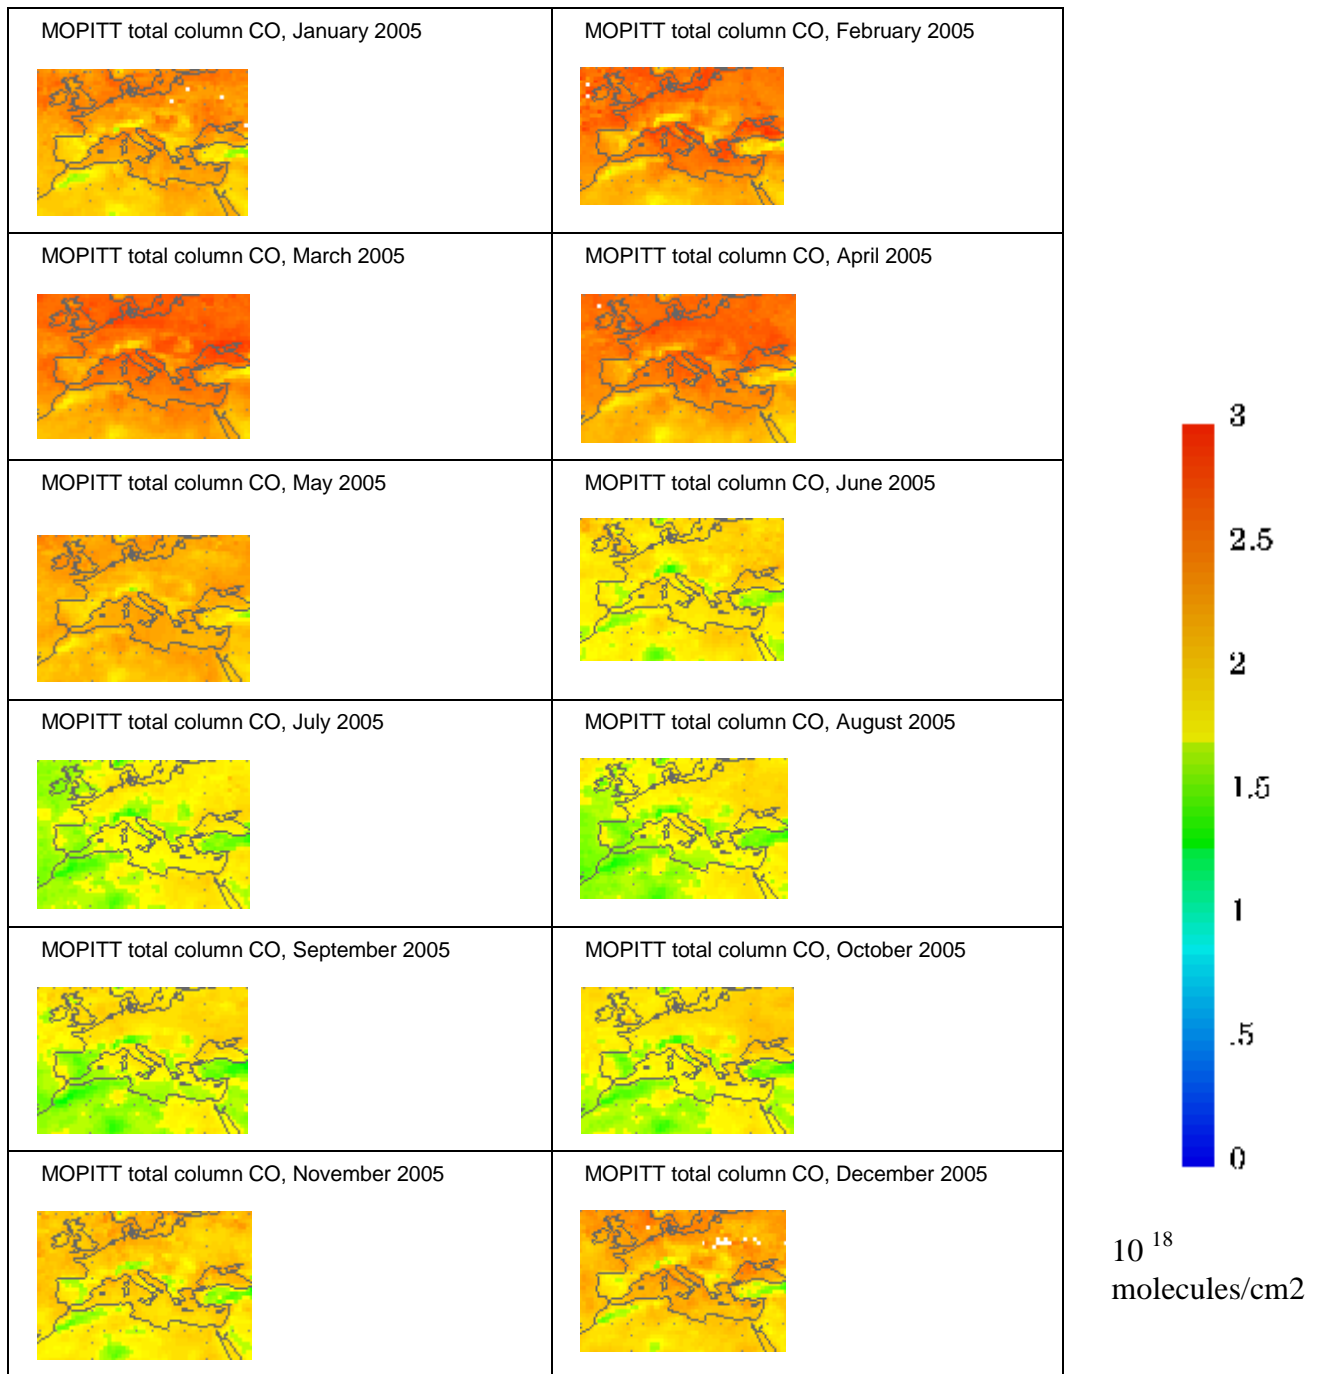 MOPITT total column CO, January 2005
MOPITT total column CO, February 2005
MOPITT total column CO, March 2005
MOPITT total column CO, April 2005
MOPITT total column CO, May 2005
MOPITT total column CO, June 2005
MOPITT total column CO, July 2005
MOPITT total column CO, August 2005
MOPITT total column CO, September 2005
MOPITT total column CO, October 2005
MOPITT total column CO, November 2005
MOPITT total column CO, December 2005
3
2.5
2
1.5
1
.5
0
10 18
molecules/cm2